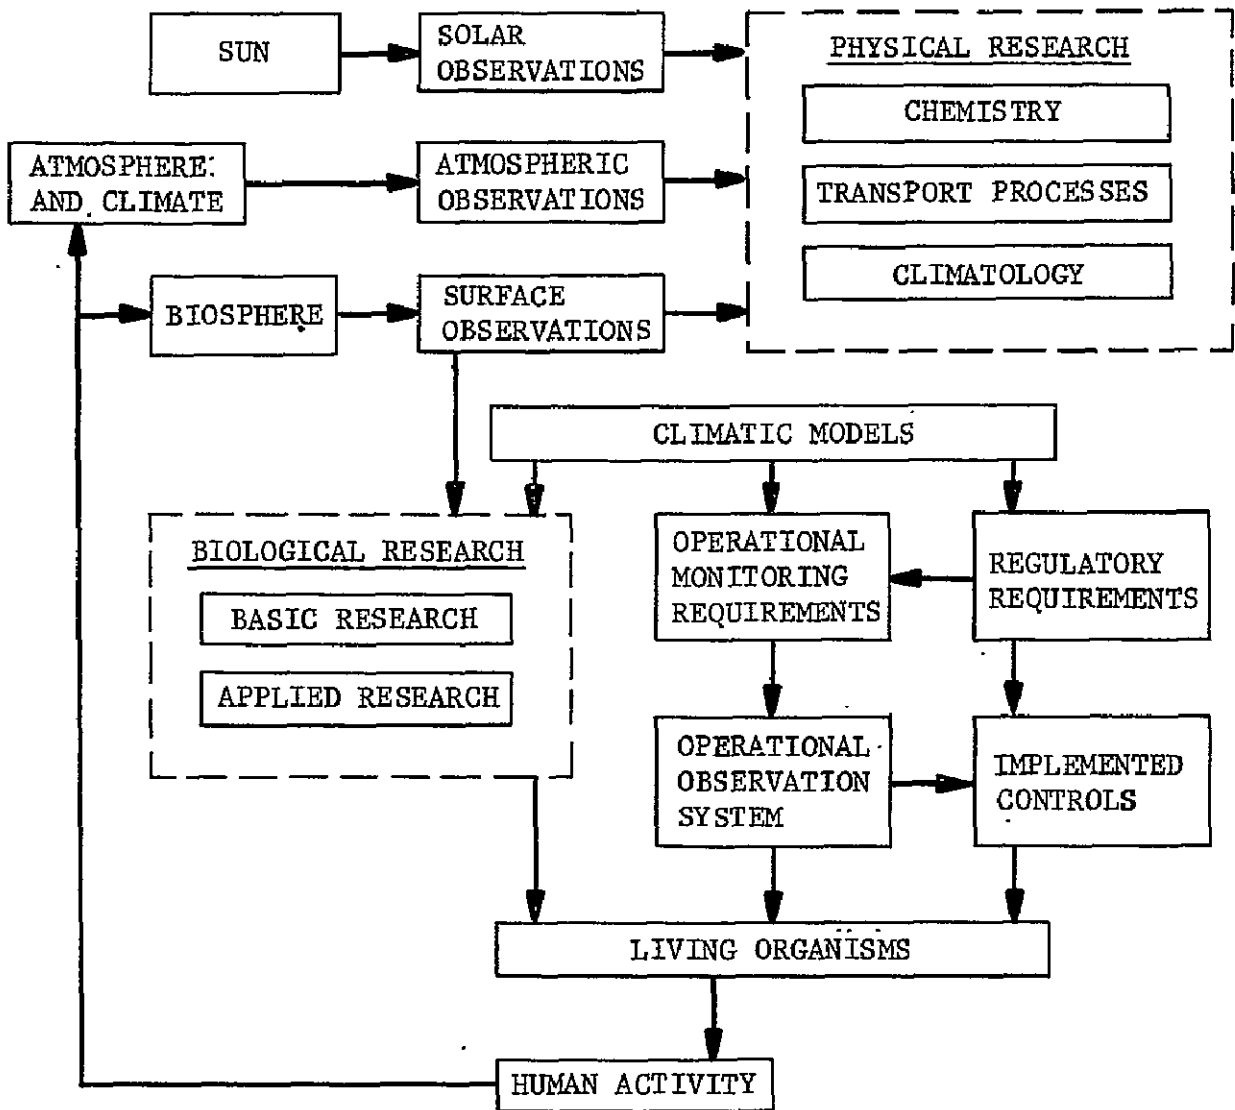 SUN
SOLAR
OBSERVATIONS
PHYSICAL RESEARCH
CHEMISTRY
TRANSPORT PROCESSES
CLIMATOLOGY
ATMOSPHERE
AND CLIMATE
ATMOSPHERIC
OBSERVATIONS
BIOSPHERE
SURFACE
OBSERVATIONS
CLIMATIC MODELS
BIOLOGICAL RESEARCH
BASIC RESEARCH
APPLIED RESEARCH
OPERATIONAL
MONITORING
REQUIREMENTS
REGULATORY
REQUIREMENTS
OPERATIONAL
OBSERVATION
SYSTEM
IMPLEMENTED
CONTROLS
LIVING ORGANISMS
HUMAN ACTIVITY